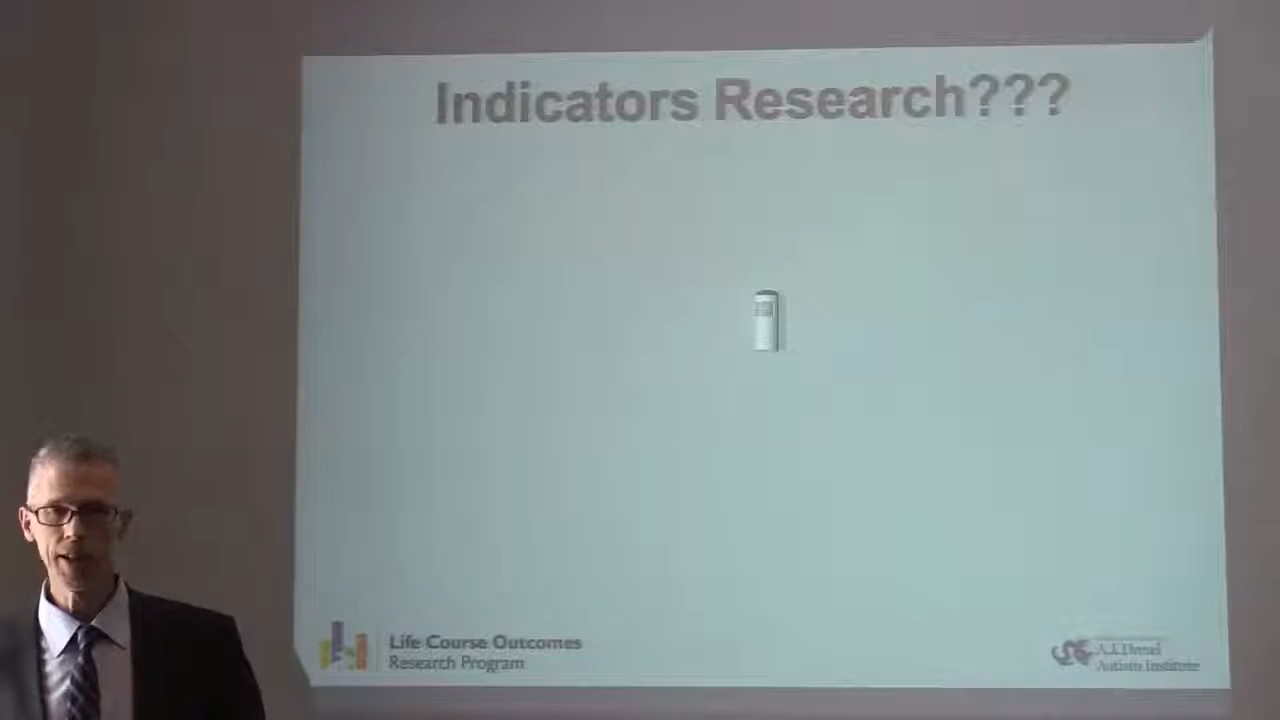 Indicators Research???
Life Course Outcomes
Research Program
A.J. Drexel
Autism Institute